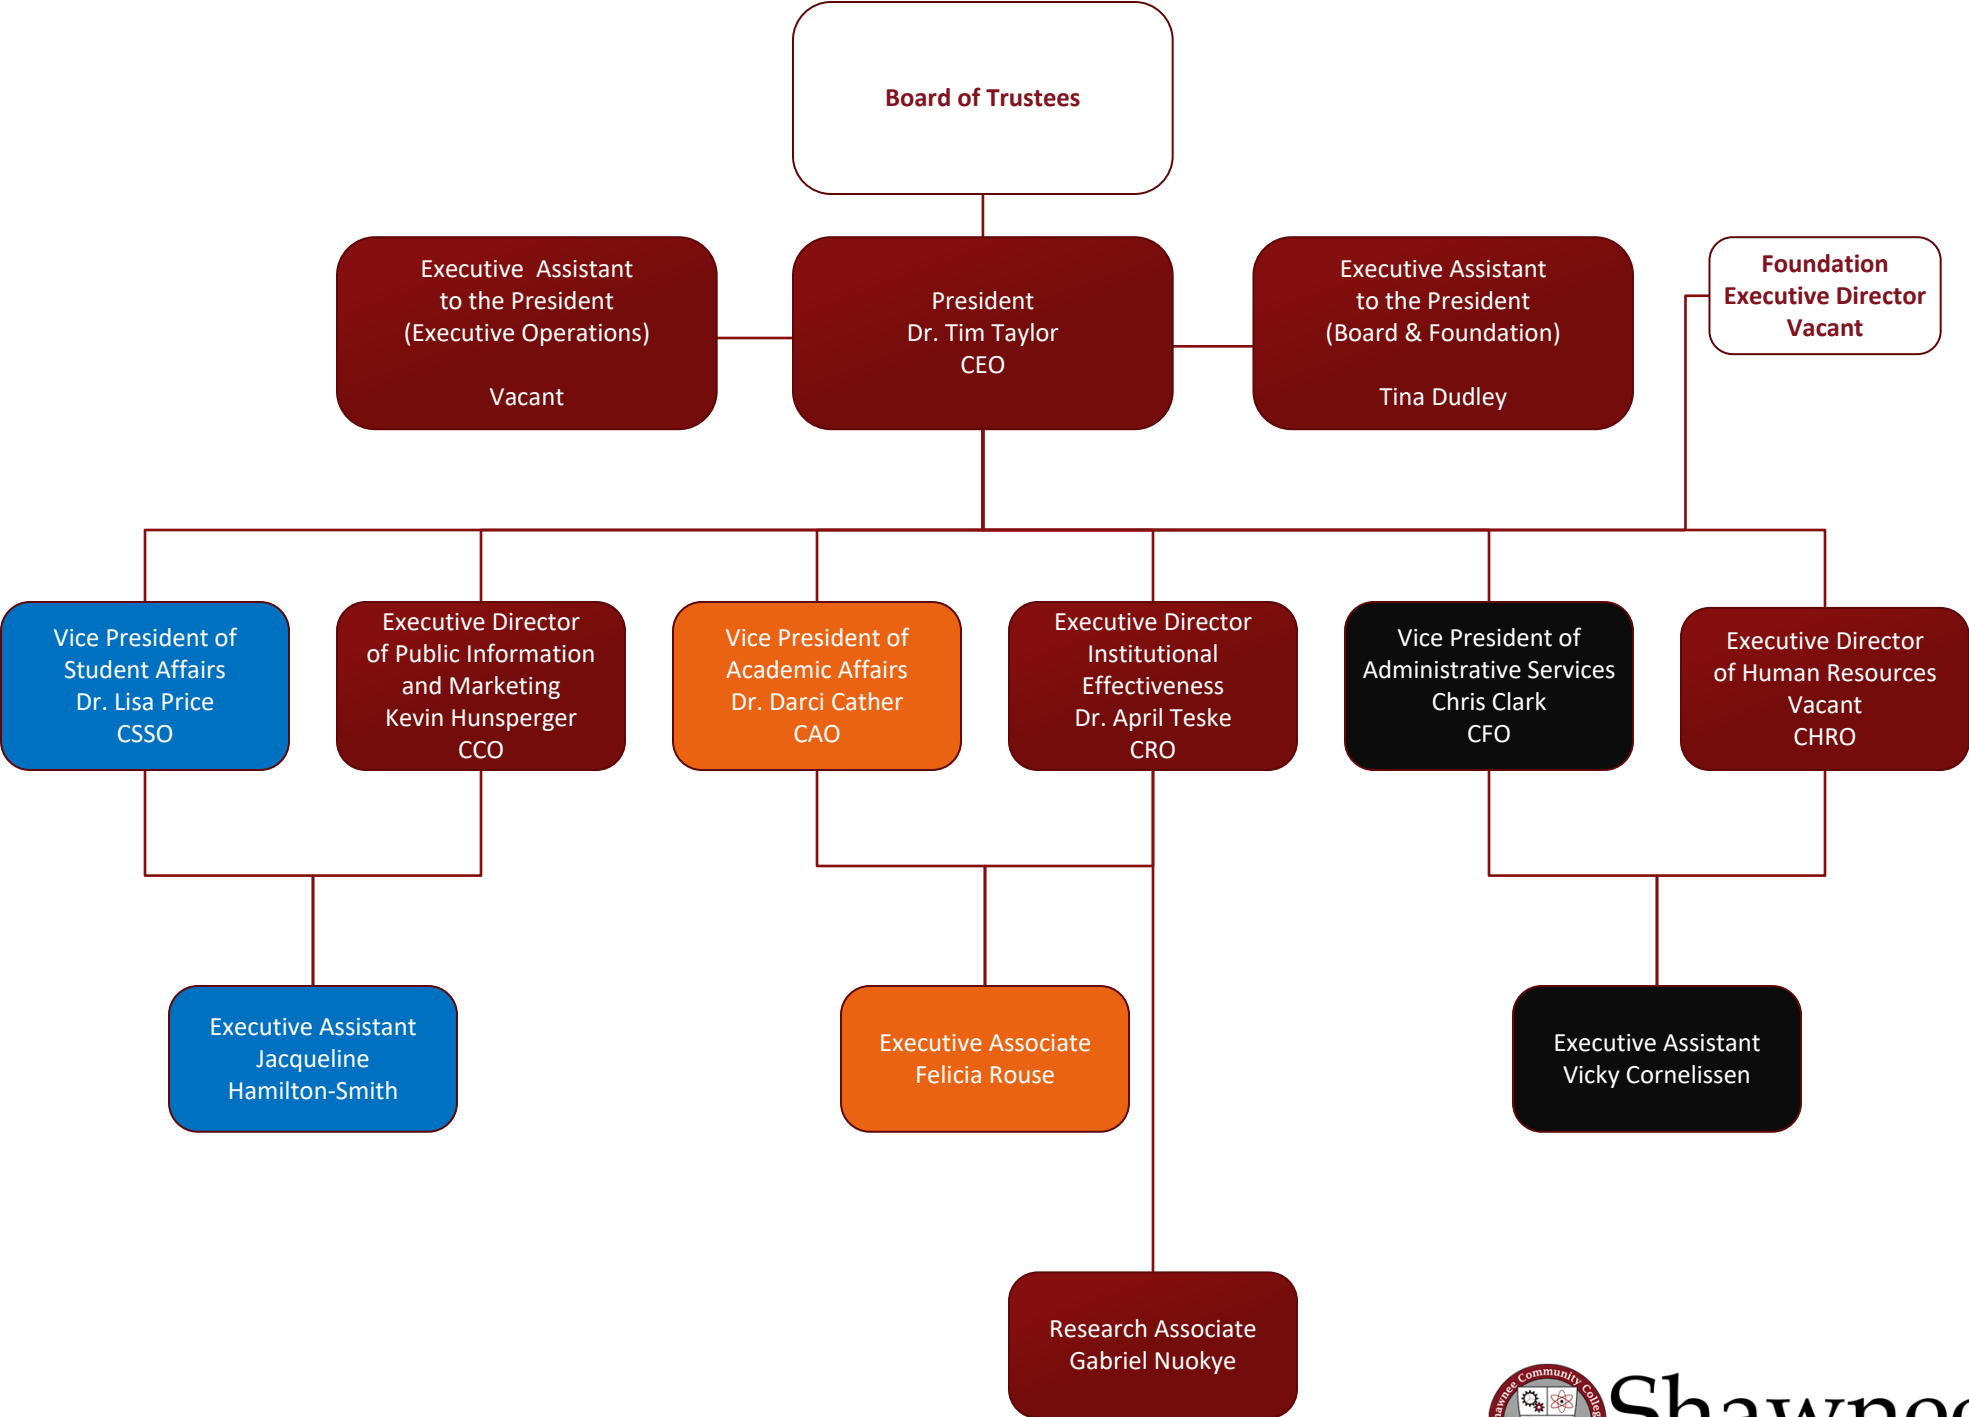 Board of Trustees
Executive Assistant
to the President
(Executive Operations)
Vacant
President
Dr. Tim Taylor
CEO
Executive Assistant
to the President
(Board & Foundation)
Tina Dudley
Foundation
Executive Director
Vacant
Vice President of
Student Affairs
Dr. Lisa Price
CSSO
Executive Director
of Public Information
and Marketing
Kevin Hunsperger
CCO
Vice President of
Academic Affairs
Dr. Darci Cather
CAO
Executive Director
Institutional
Effectiveness
Dr. April Teske
CRO
Vice President of
Administrative Services
Chris Clark
CFO
Executive Director
of Human Resources
Vacant
CHRO
Executive Assistant
Jacqueline
Hamilton-Smith
Executive Associate
Felicia Rouse
Executive Assistant
Vicky Cornelissen
Research Associate
Gabriel Nuokye
Shawnee Community College
Shawnee